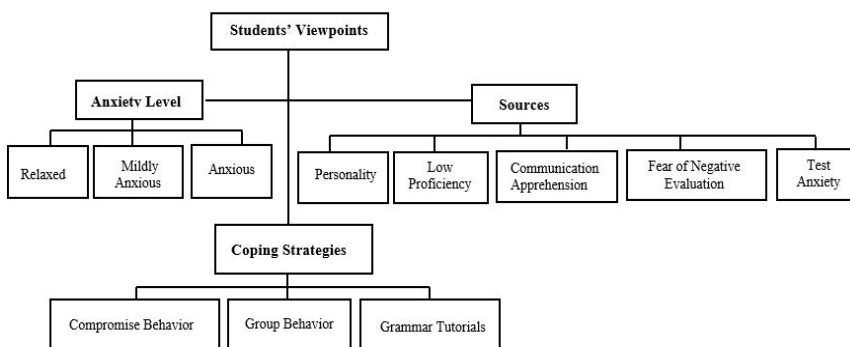 Students' Viewpoints
Anxiety Level
Sources
Relaxed
Mildly
Anxious
Anxious
Personality
Low
Proficiency
Communication
Apprehension
Fear of Negative
Evaluation
Test
Anxiety
Coping Strategies
Compromise Behavior
Group Behavior
Grammar Tutorials